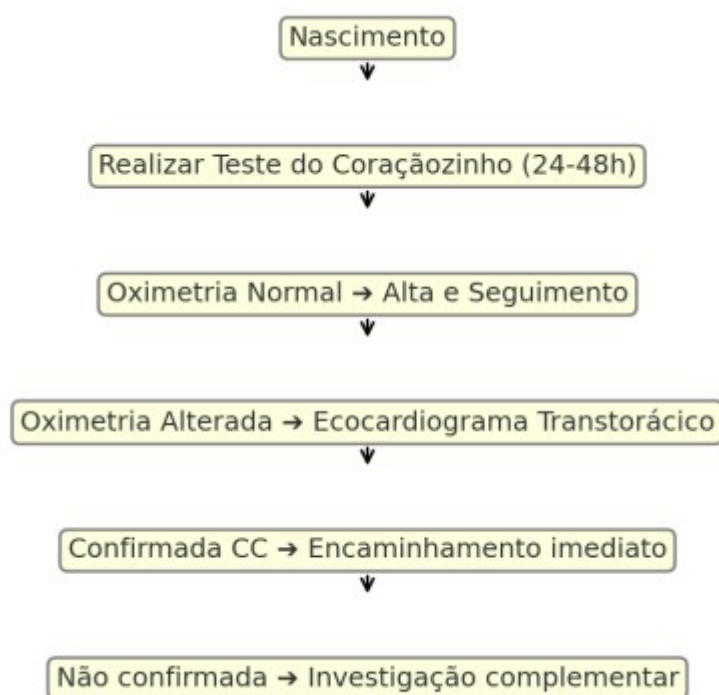 Nascimento
Realizar Teste do Coraçãozinho (24-48h)
Oximetria Normal ➔ Alta e Seguimento
Oximetria Alterada ➔ Ecocardiograma Transtorácico
Confirmada CC ➔ Encaminhamento imediato
Não confirmada ➔ Investigação complementar